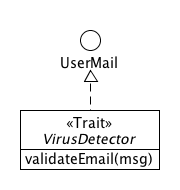 UserMail
«Trait»
VirusDetector
validateEmail(msg)